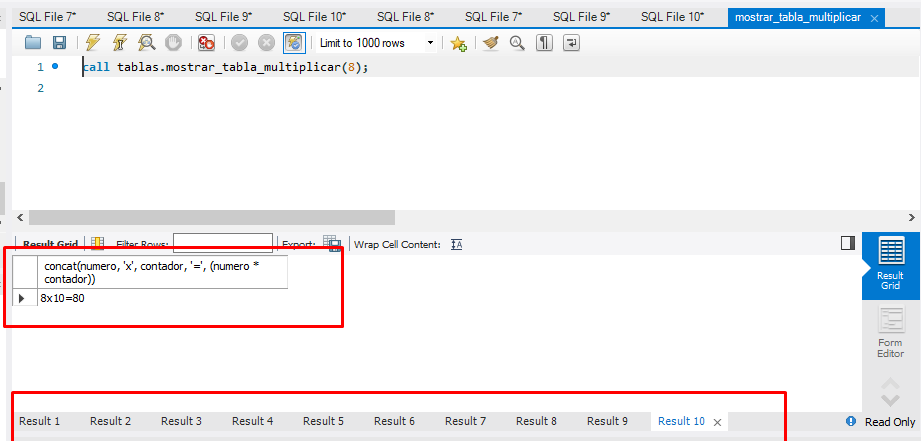 SQL File 7* SQL File 8* SQL File 9* SQL File 10* SQL File 8* SQL File 7* SQL File 9* SQL File 10* mostrar_tabla_multiplicar
Limit to 1000 rows
1 call tablas.mostrar_tabla_multiplicar(8);
2
Result Grid Filter Rows: Export: Wrap Cell Content:
concat(numero, 'x', contador, '=', (numero *
contador))
8x10=80
Result
Grid
Form
Editor
Result 1 Result 2 Result 3 Result 4 Result 5 Result 6 Result 7 Result 8 Result 9 Result 10 Read Only